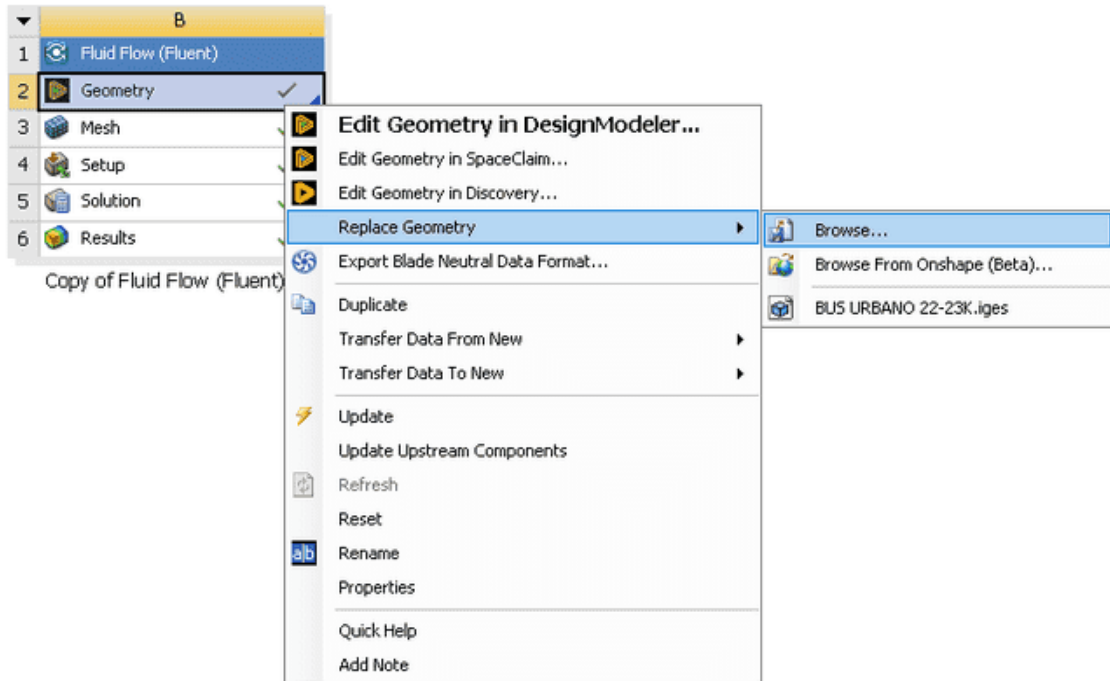 B
1 Fluid Flow (Fluent)
2 Geometry
3 Mesh
4 Setup
5 Solution
6 Results
Copy of Fluid Flow (Fluent)
Edit Geometry in DesignModeler...
Edit Geometry in SpaceClaim...
Edit Geometry in Discovery...
Replace Geometry
Export Blade Neutral Data Format...
Duplicate
Transfer Data From New
Transfer Data To New
Update
Update Upstream Components
Refresh
Reset
a|b Rename
Properties
Quick Help
Add Note
Browse...
Browse From Onshape (Beta)...
BUS URBANO 22-23K.iges